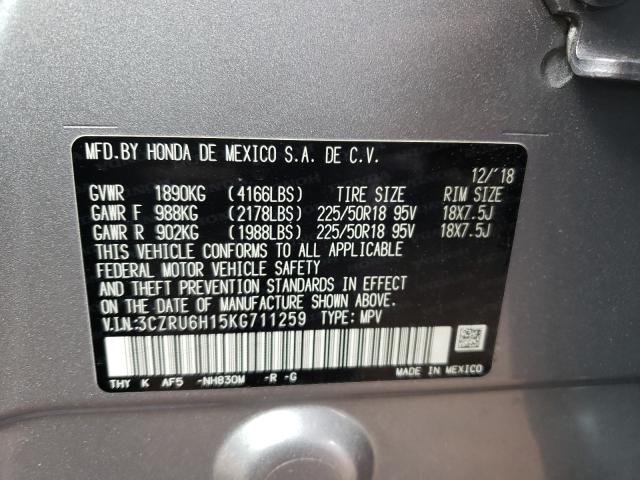 MFD.BY HONDA DE MEXICO S.A. DE C.V.
12/'18
GVWR 1890KG (4166LBS) TIRE SIZE RIM SIZE
GAWR F 988KG (2178LBS) 225/50R18 95V 18X7.5J
GAWR R 902KG (1988LBS) 225/50R18 95V 18X7.5J
THIS VEHICLE CONFORMS TO ALL APPLICABLE
FEDERAL MOTOR VEHICLE SAFETY
AND THEFT PREVENTION STANDARDS IN EFFECT
ON THE DATE OF MANUFACTURE SHOWN ABOVE.
V.I.N.:3CZRU6H15KG711259 TYPE: MPV
MADE IN MEXICO
THY K AF5 -NH830M -R -G